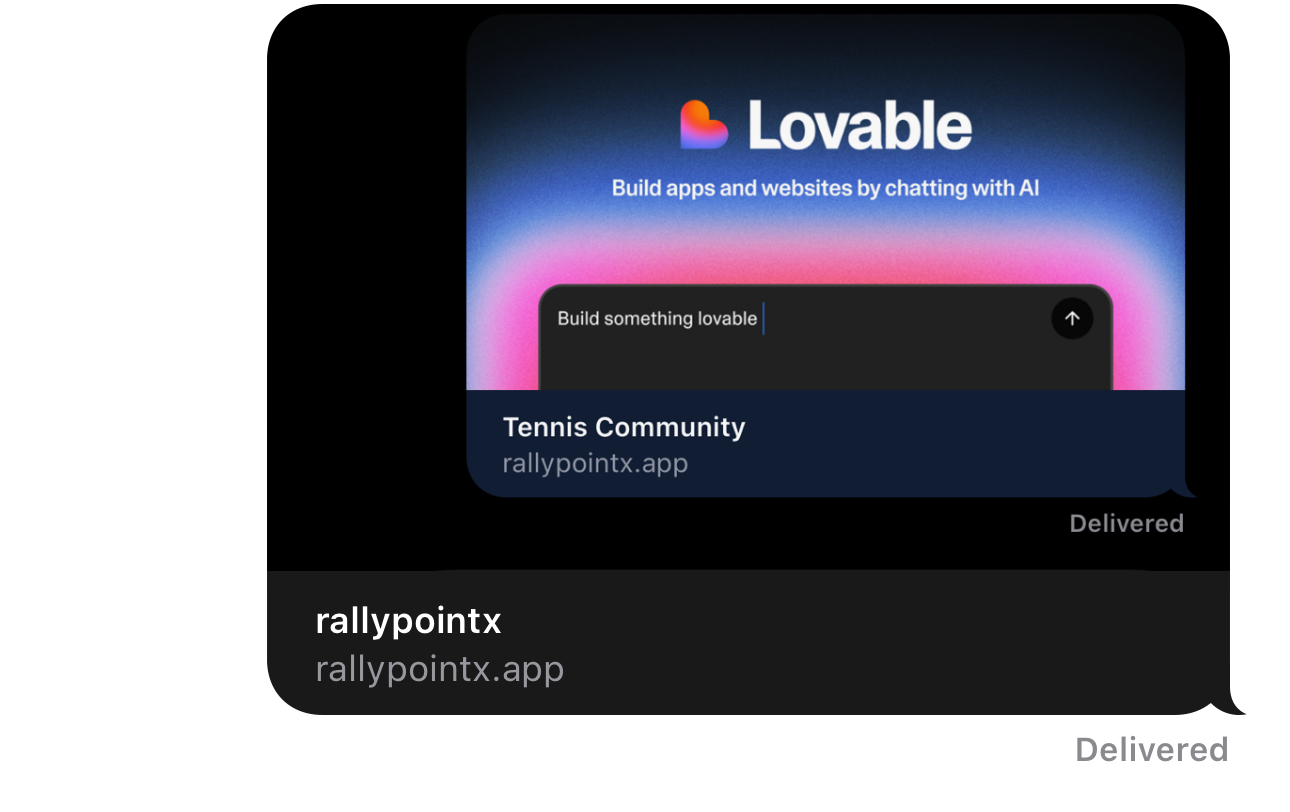 Lovable
Build apps and websites by chatting with AI
Build something lovable
Tennis Community
rallypointx.app
Delivered
rallypointx
rallypointx.app
Delivered